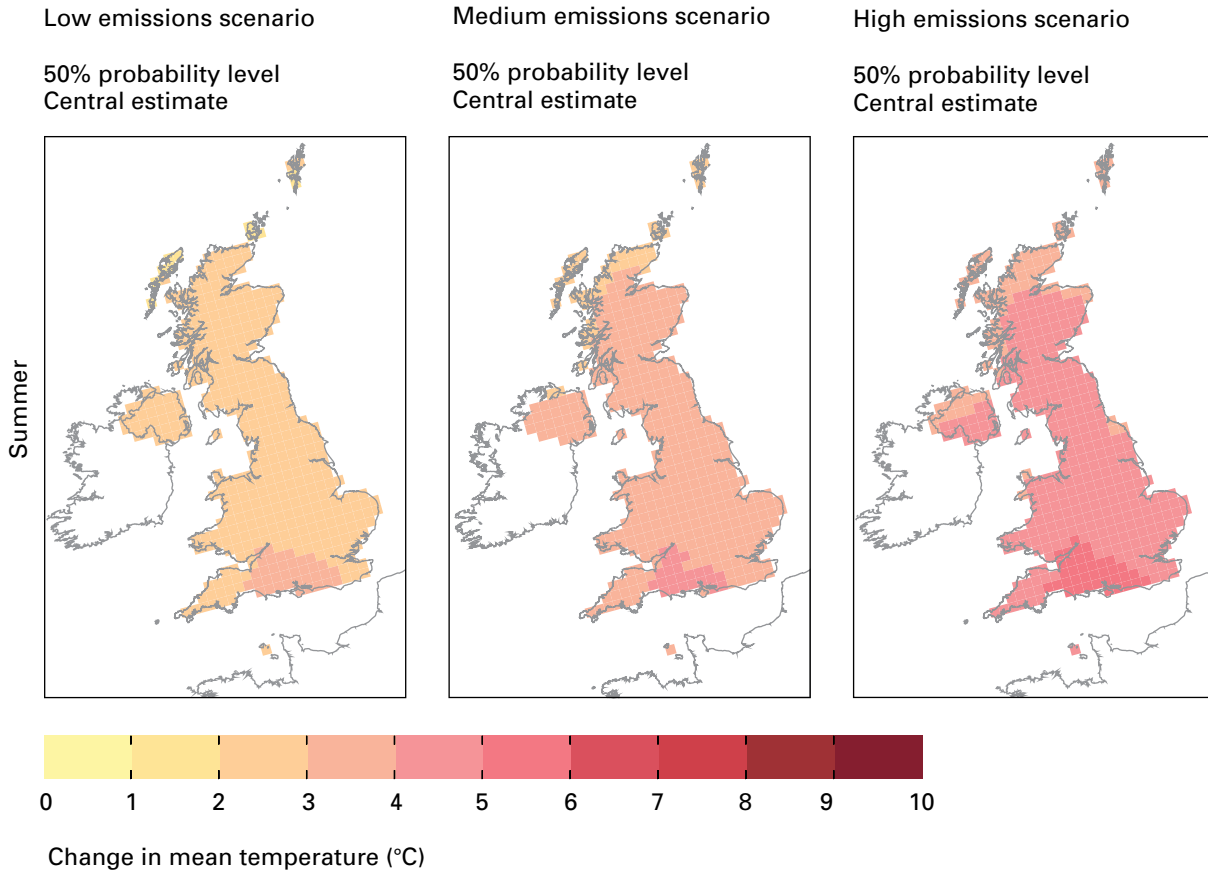 Low emissions scenario
50% probability level
Central estimate
Medium emissions scenario
50% probability level
Central estimate
High emissions scenario
50% probability level
Central estimate
Summer
0 1 2 3 4 5 6 7 8 9 10
Change in mean temperature (°C)